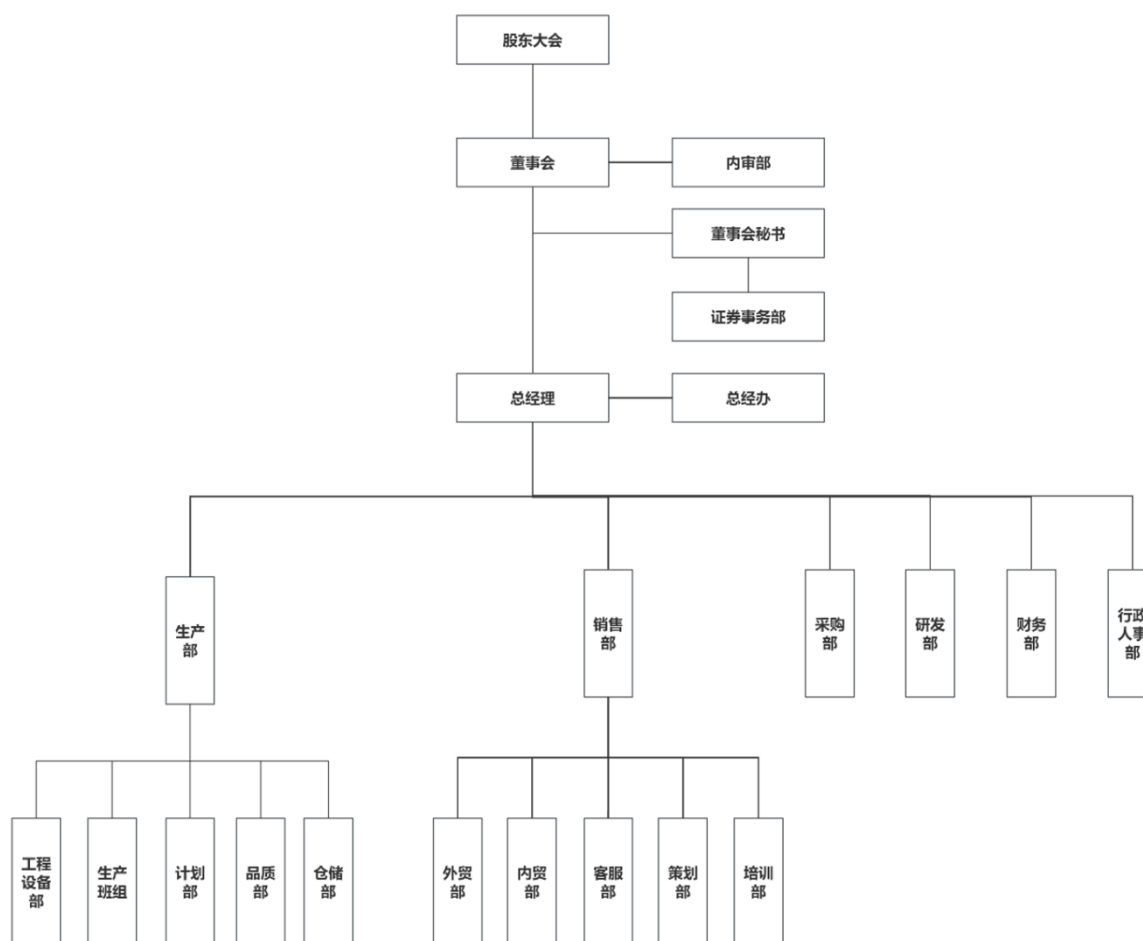 股东大会
董事会
内审部
董事会秘书
证券事务部
总经理
总经办
生产
部
销售
部
采购
部
研发
部
财务
部
行政
人事
部
工程
设备
部
生产
班组
计划
部
品质
部
仓储
部
外贸
部
内贸
部
客服
部
策划
部
培训
部